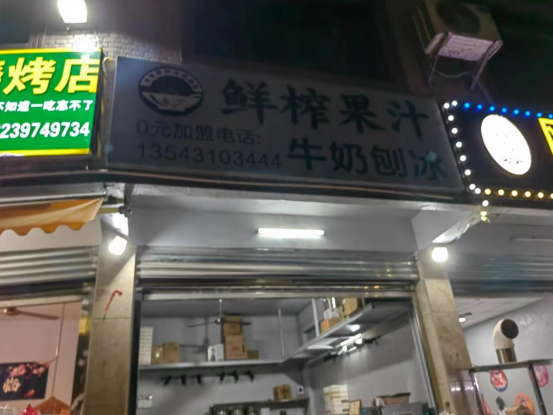 烤店
不知道一吃忘不了
239749734
鲜榨果汁
0元加盟电话:
13543103444
牛奶刨冰